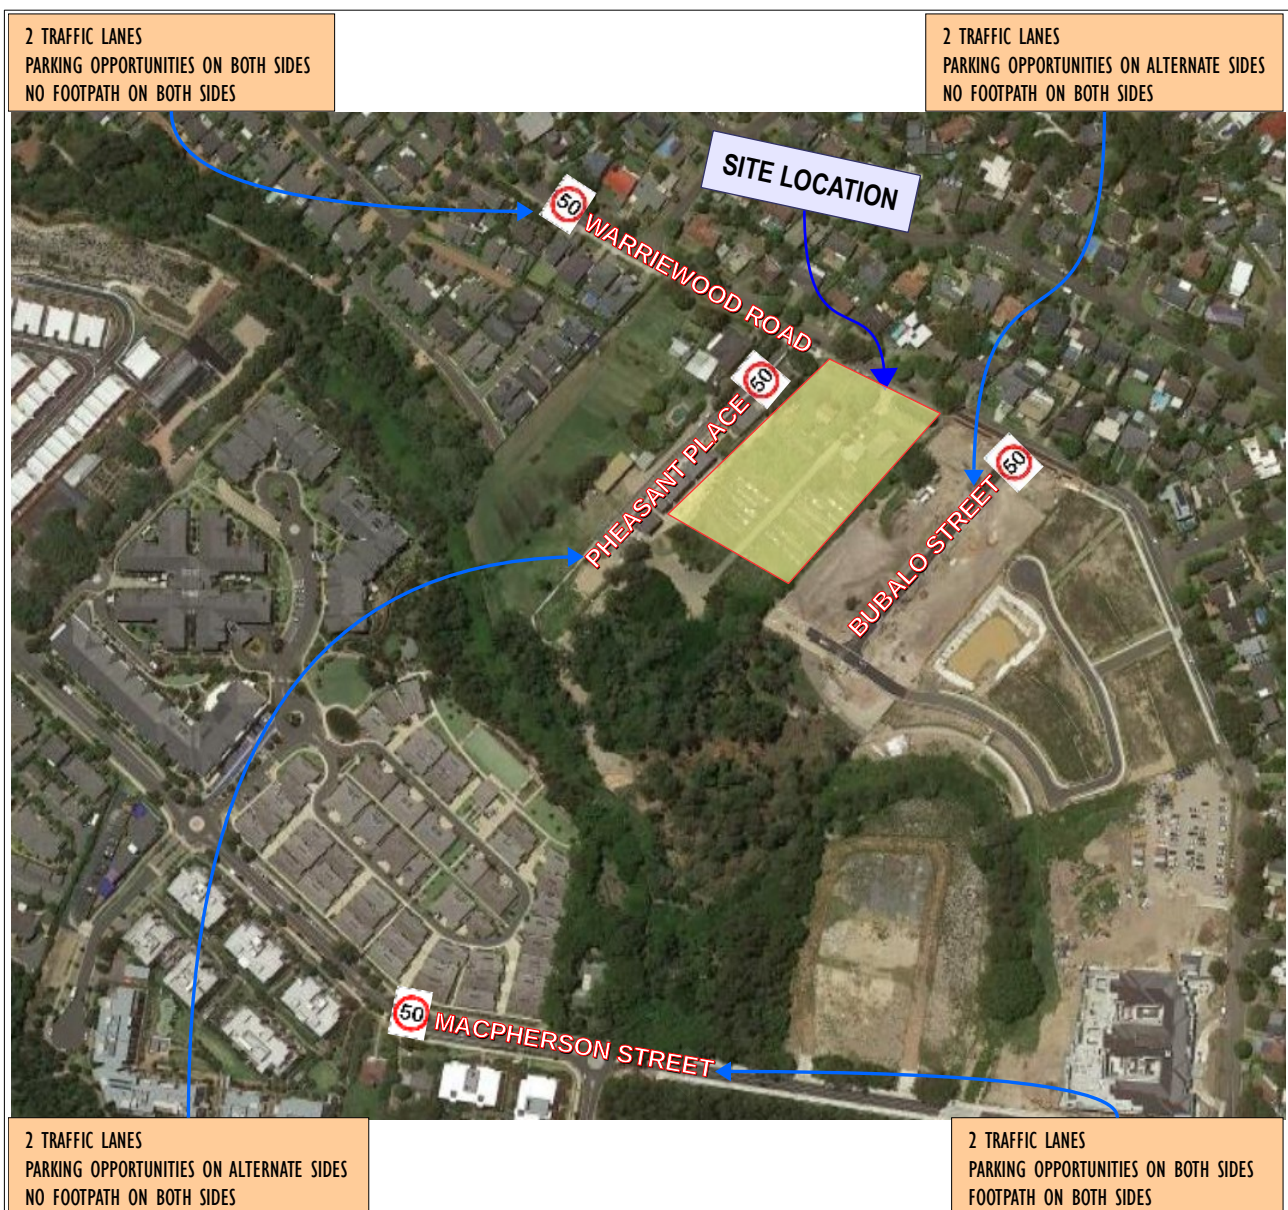 2 TRAFFIC LANES
PARKING OPPORTUNITIES ON BOTH SIDES
NO FOOTPATH ON BOTH SIDES
2 TRAFFIC LANES
PARKING OPPORTUNITIES ON ALTERNATE SIDES
NO FOOTPATH ON BOTH SIDES
SITE LOCATION
50
WARRIEWOOD ROAD
50
PHEASANT PLACE
50
BUBALO STREET
50
MACPHERSON STREET
2 TRAFFIC LANES
PARKING OPPORTUNITIES ON ALTERNATE SIDES
NO FOOTPATH ON BOTH SIDES
2 TRAFFIC LANES
PARKING OPPORTUNITIES ON BOTH SIDES
FOOTPATH ON BOTH SIDES